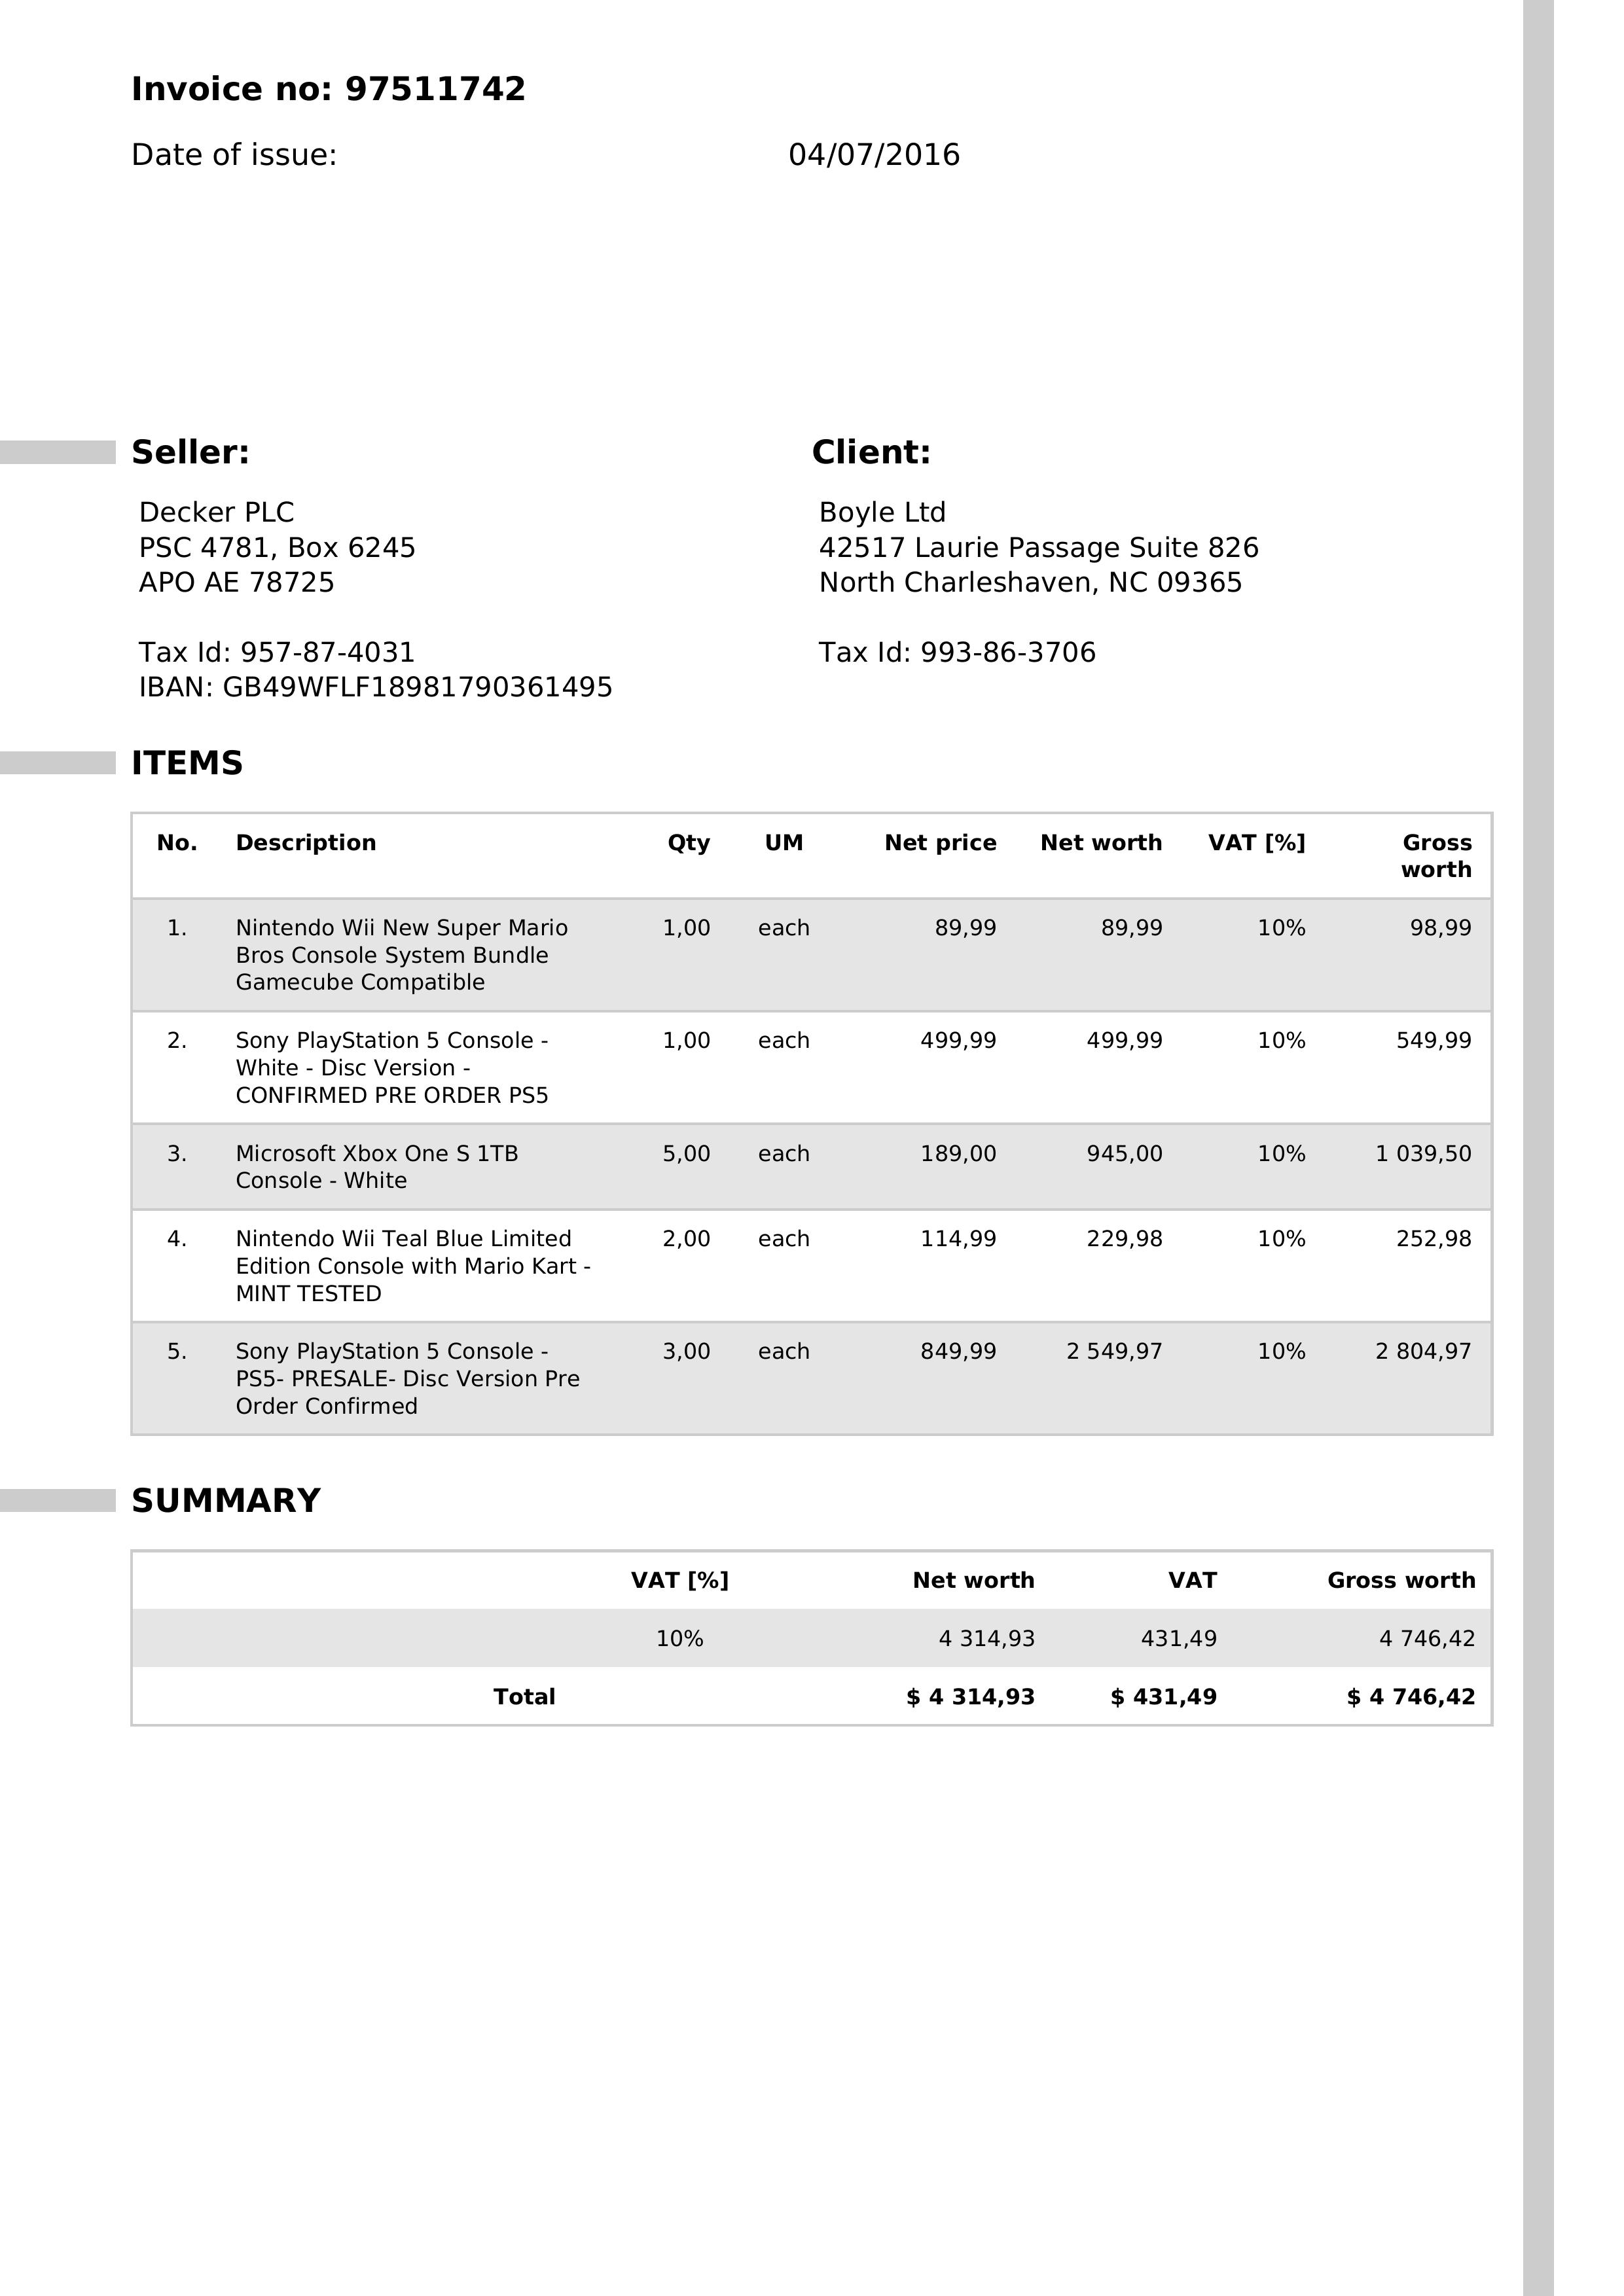 Invoice no: 97511742
Date of issue: 04/07/2016
Seller: Client:
Decker PLC Boyle Ltd
PSC 4781, Box 6245 42517 Laurie Passage Suite 826
APO AE 78725 North Charleshaven, NC 09365
Tax Id: 957-87-4031 Tax Id: 993-86-3706
IBAN: GB49WFLF18981790361495
ITEMS
No. Description Qty UM Net price Net worth VAT [%] Gross
worth
1. Nintendo Wii New Super Mario 1,00 each 89,99 89,99 10% 98,99
Bros Console System Bundle
Gamecube Compatible
2. Sony PlayStation 5 Console - 1,00 each 499,99 499,99 10% 549,99
White - Disc Version -
CONFIRMED PRE ORDER PS5
3. Microsoft Xbox One S 1TB 5,00 each 189,00 945,00 10% 1 039,50
Console - White
4. Nintendo Wii Teal Blue Limited 2,00 each 114,99 229,98 10% 252,98
Edition Console with Mario Kart -
MINT TESTED
5. Sony PlayStation 5 Console - 3,00 each 849,99 2 549,97 10% 2 804,97
PS5- PRESALE- Disc Version Pre
Order Confirmed
SUMMARY
VAT [%] Net worth VAT Gross worth
10% 4 314,93 431,49 4 746,42
Total $ 4 314,93 $ 431,49 $ 4 746,42